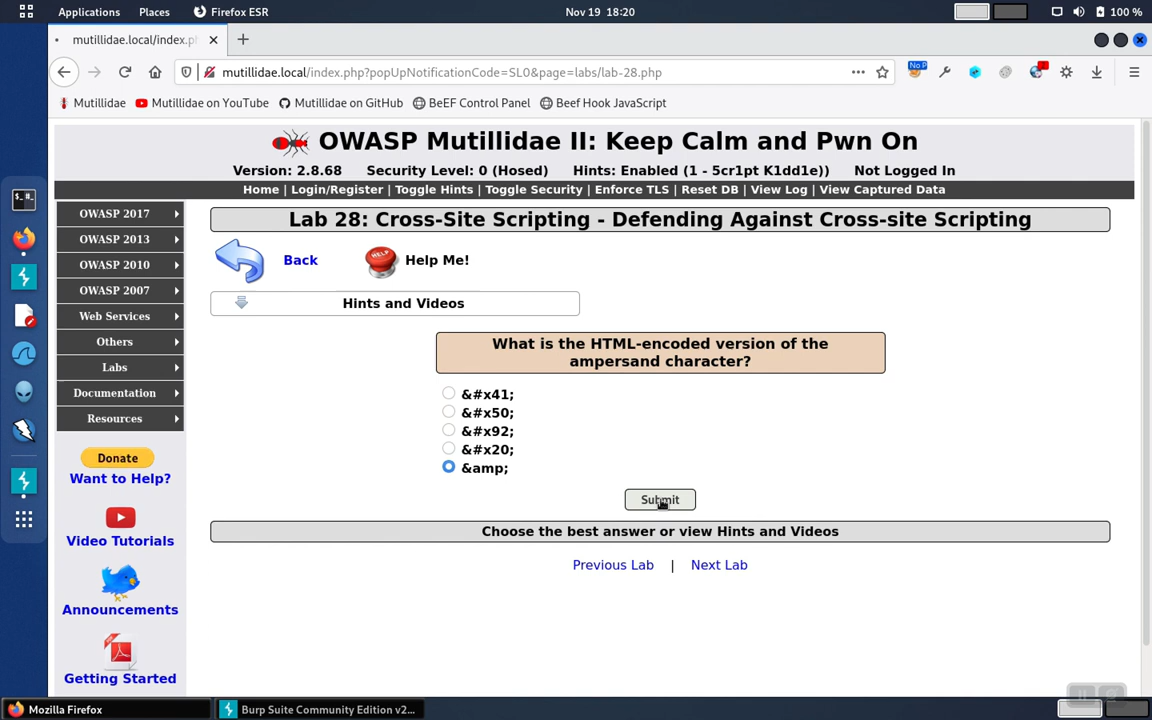 Applications Places Firefox ESR Nov 19 18:20 100 %
mutillidae.local/index.p
mutillidae.local/index.php?popUpNotificationCode=SL0&page=labs/lab-28.php
No P
Mutillidae Mutillidae on YouTube Mutillidae on GitHub BeEF Control Panel Beef Hook JavaScript
OWASP Mutillidae II: Keep Calm and Pwn On
Version: 2.8.68 Security Level: 0 (Hosed) Hints: Enabled (1 - 5cr1pt K1dd1e)) Not Logged In
Home | Login/Register | Toggle Hints | Toggle Security | Enforce TLS | Reset DB | View Log | View Captured Data
OWASP 2017
OWASP 2013
OWASP 2010
OWASP 2007
Web Services
Others
Labs
Documentation
Resources
Donate
Want to Help?
Video Tutorials
Announcements
Getting Started
Lab 28: Cross-Site Scripting - Defending Against Cross-site Scripting
Back
HELP Help Me!
Hints and Videos
What is the HTML-encoded version of the
ampersand character?
&#x41;
&#x50;
&#x92;
&#x20;
&amp;
Submit
Choose the best answer or view Hints and Videos
Previous Lab | Next Lab
Mozilla Firefox Burp Suite Community Edition v2...